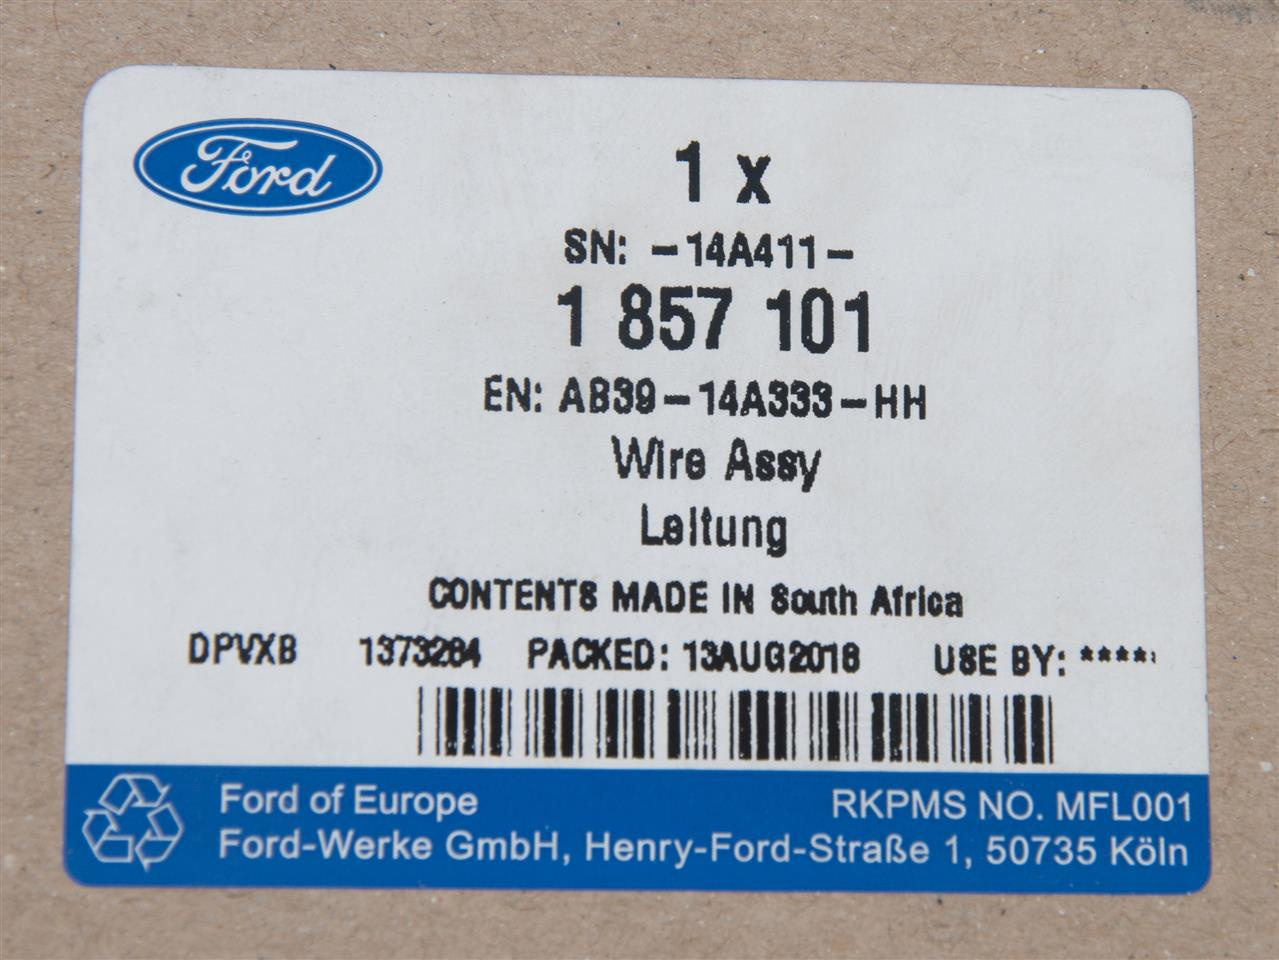 Ford
1 x
SN: -14A411-
1 857 101
EN: AB39-14A333-HH
Wire Assy
Leitung
CONTENTS MADE IN South Africa
DPVXB 1373284 PACKED: 13AUG2018 USE BY: ****
Ford of Europe RKPMS NO. MFL001
Ford-Werke GmbH, Henry-Ford-Straße 1, 50735 Köln